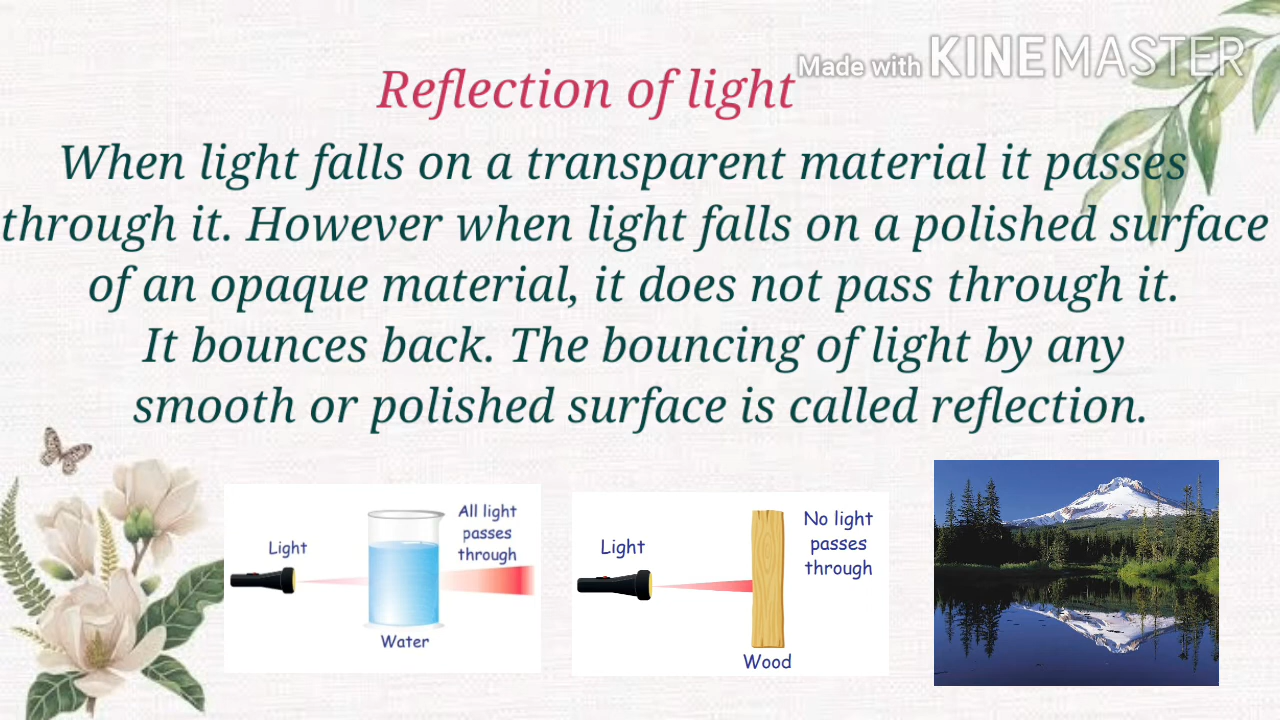 Made with KINEMASTER
Reflection of light
When light falls on a transparent material it passes
through it. However when light falls on a polished surface
of an opaque material, it does not pass through it.
It bounces back. The bouncing of light by any
smooth or polished surface is called reflection.
Light
All light
passes
through
Water
Light
No light
passes
through
Wood